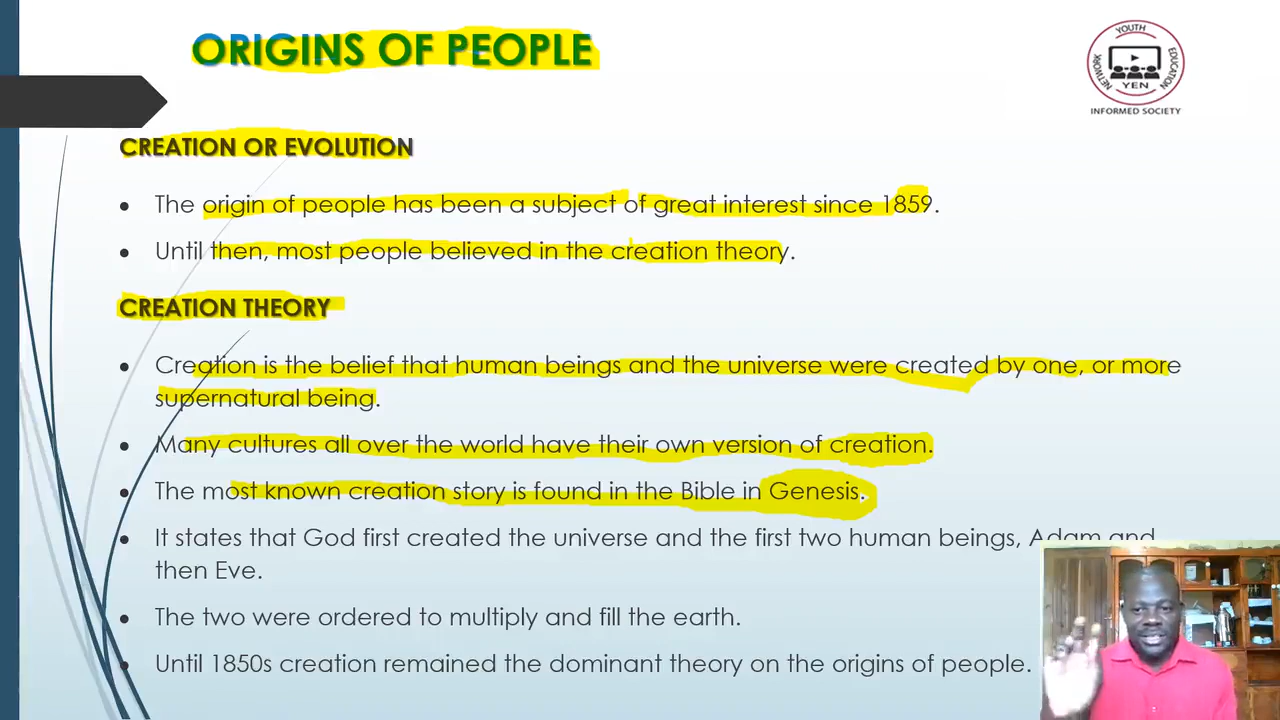 ORIGINS OF PEOPLE
YOUTH
EDUCATION
NETWORK
YEN
INFORMED SOCIETY
CREATION OR EVOLUTION
• The origin of people has been a subject of great interest since 1859.
• Until then, most people believed in the creation theory.
CREATION THEORY
• Creation is the belief that human beings and the universe were created by one, or more
supernatural being.
• Many cultures all over the world have their own version of creation.
• The most known creation story is found in the Bible in Genesis.
• It states that God first created the universe and the first two human beings, Adam and
then Eve.
• The two were ordered to multiply and fill the earth.
• Until 1850s creation remained the dominant theory on the origins of people.